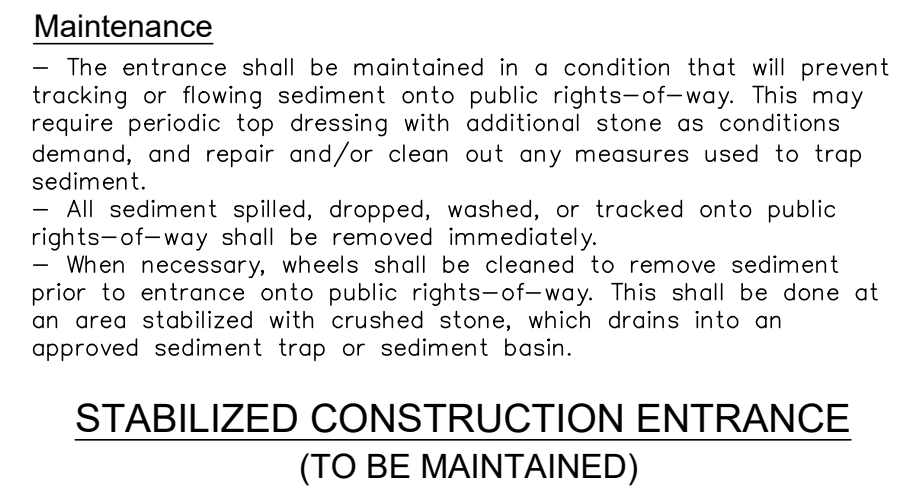 Maintenance
– The entrance shall be maintained in a condition that will prevent
tracking or flowing sediment onto public rights–of–way. This may
require periodic top dressing with additional stone as conditions
demand, and repair and/or clean out any measures used to trap
sediment.
– All sediment spilled, dropped, washed, or tracked onto public
rights–of–way shall be removed immediately.
– When necessary, wheels shall be cleaned to remove sediment
prior to entrance onto public rights–of–way. This shall be done at
an area stabilized with crushed stone, which drains into an
approved sediment trap or sediment basin.
STABILIZED CONSTRUCTION ENTRANCE
(TO BE MAINTAINED)